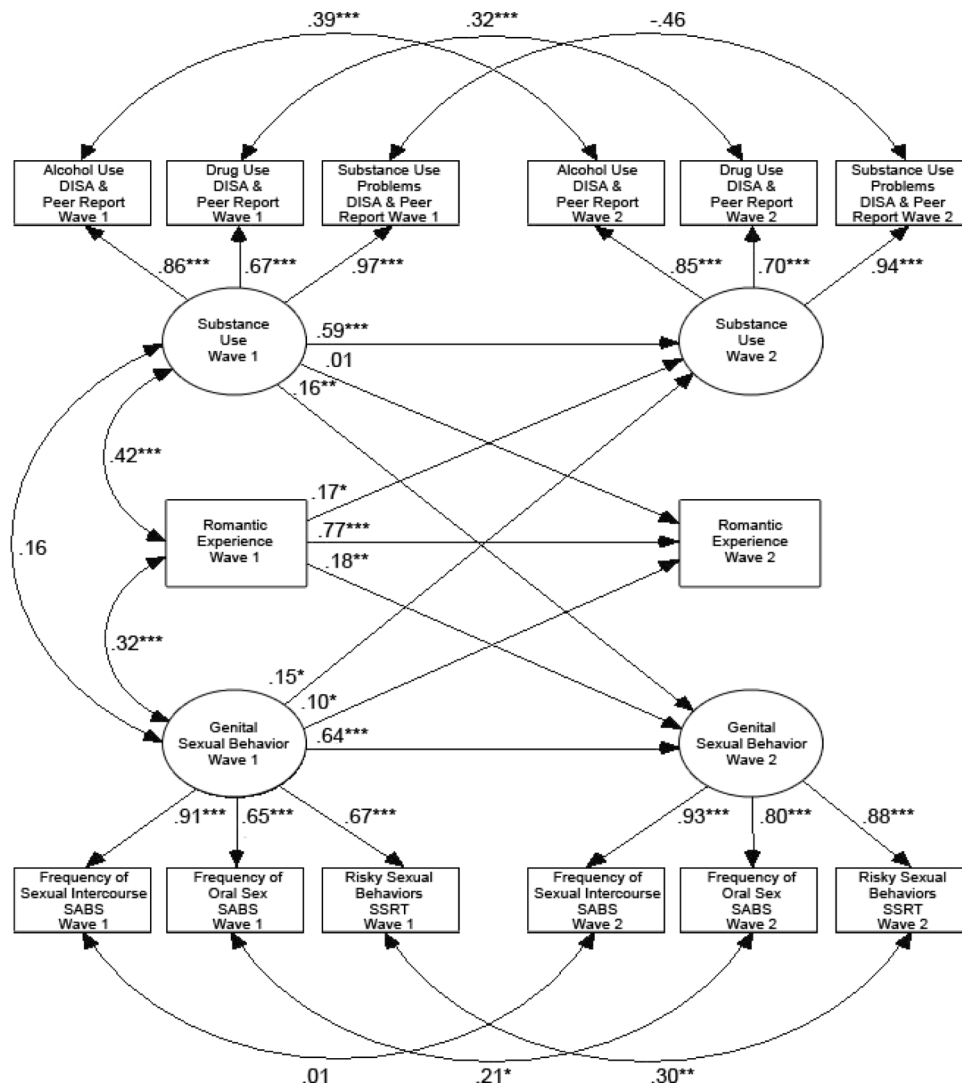 .39***
.32***
-.46
Alcohol Use
DISA &
Peer Report
Wave 1
Drug Use
DISA &
Peer Report
Wave 1
Substance Use
Problems
DISA & Peer
Report Wave 1
Alcohol Use
DISA &
Peer Report
Wave 2
Drug Use
DISA &
Peer Report
Wave 2
Substance Use
Problems
DISA & Peer
Report Wave 2
.86***
.67***
.97***
.85***
.70***
.94***
Substance
Use
Wave 1
.59***
.01
.16**
Substance
Use
Wave 2
.42***
.16
.32***
Romantic
Experience
Wave 1
.17*
.77***
.18**
Romantic
Experience
Wave 2
.15*
.10*
.64***
Genital
Sexual Behavior
Wave 1
Genital
Sexual Behavior
Wave 2
.91***
.65***
.67***
.93***
.80***
.88***
Frequency of
Sexual Intercourse
SABS
Wave 1
Frequency of
Oral Sex
SABS
Wave 1
Risky Sexual
Behaviors
SSRT
Wave 1
Frequency of
Sexual Intercourse
SABS
Wave 2
Frequency of
Oral Sex
SABS
Wave 2
Risky Sexual
Behaviors
SSRT
Wave 2
.01
.21*
.30**